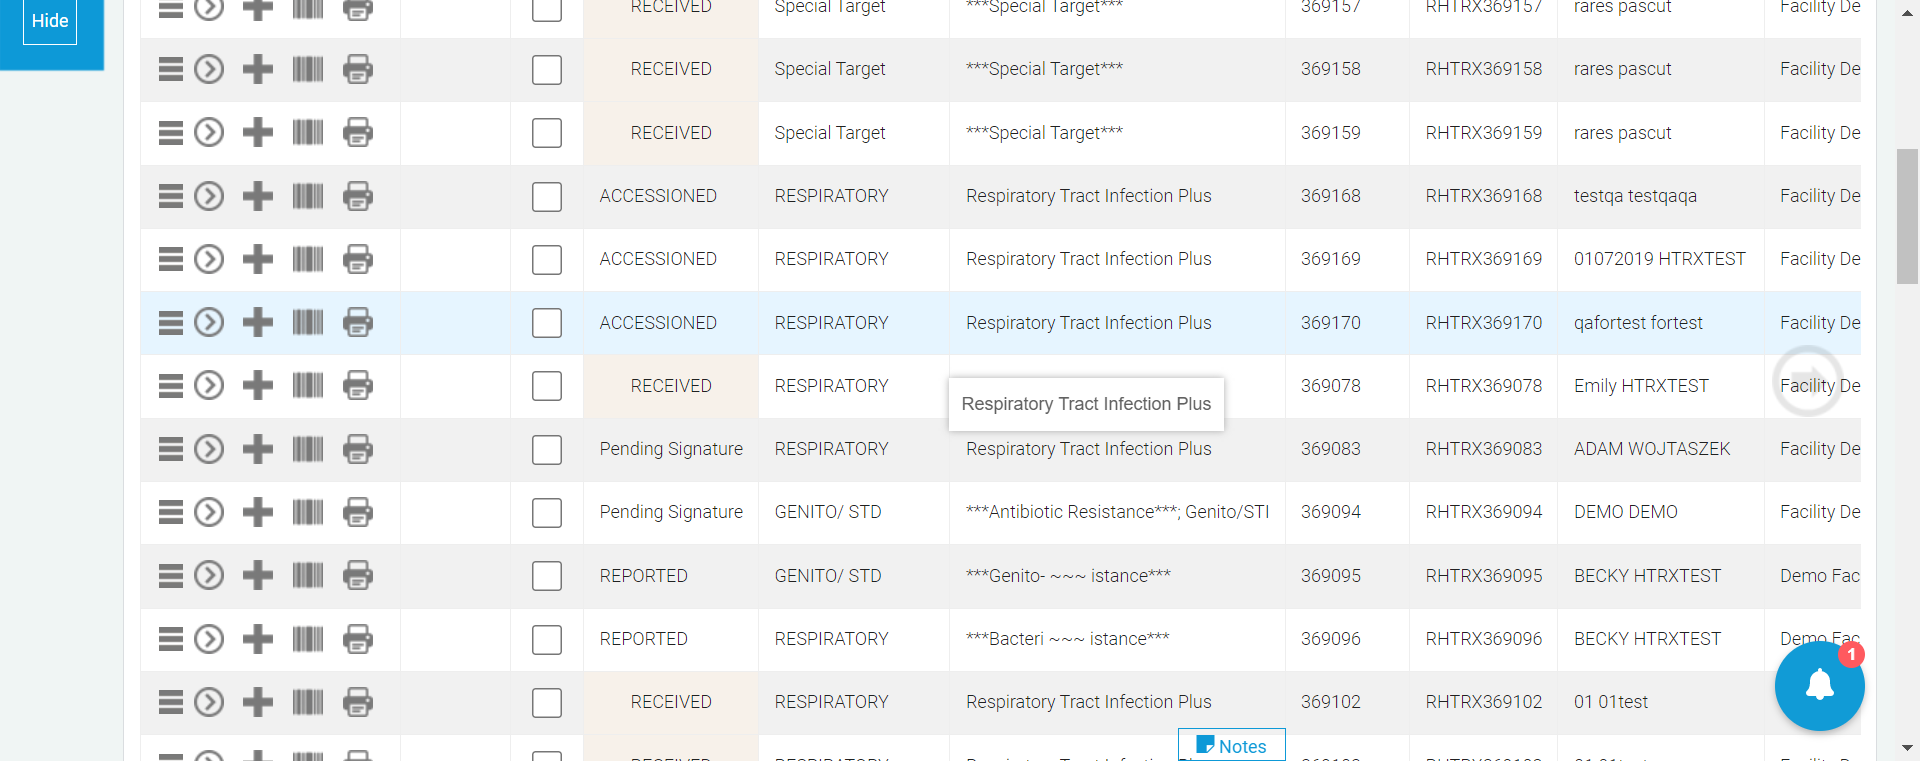 Hide
RECEIVED Special Target ***Special Target*** 369157 RHTRX369157 rares pascut Facility De
RECEIVED Special Target ***Special Target*** 369158 RHTRX369158 rares pascut Facility De
RECEIVED Special Target ***Special Target*** 369159 RHTRX369159 rares pascut Facility De
ACCESSIONED RESPIRATORY Respiratory Tract Infection Plus 369168 RHTRX369168 testqa testqaqa Facility De
ACCESSIONED RESPIRATORY Respiratory Tract Infection Plus 369169 RHTRX369169 01072019 HTRXTEST Facility De
ACCESSIONED RESPIRATORY Respiratory Tract Infection Plus 369170 RHTRX369170 qafortest fortest Facility De
RECEIVED RESPIRATORY 369078 RHTRX369078 Emily HTRXTEST Facility De
Respiratory Tract Infection Plus
Pending Signature RESPIRATORY Respiratory Tract Infection Plus 369083 RHTRX369083 ADAM WOJTASZEK Facility De
Pending Signature GENITO/ STD ***Antibiotic Resistance***; Genito/STI 369094 RHTRX369094 DEMO DEMO Facility De
REPORTED GENITO/ STD ***Genito- ~~~ istance*** 369095 RHTRX369095 BECKY HTRXTEST Demo Fac
REPORTED RESPIRATORY ***Bacteri ~~~ istance*** 369096 RHTRX369096 BECKY HTRXTEST Demo Fac
1
RECEIVED RESPIRATORY Respiratory Tract Infection Plus 369102 RHTRX369102 01 01test
Notes